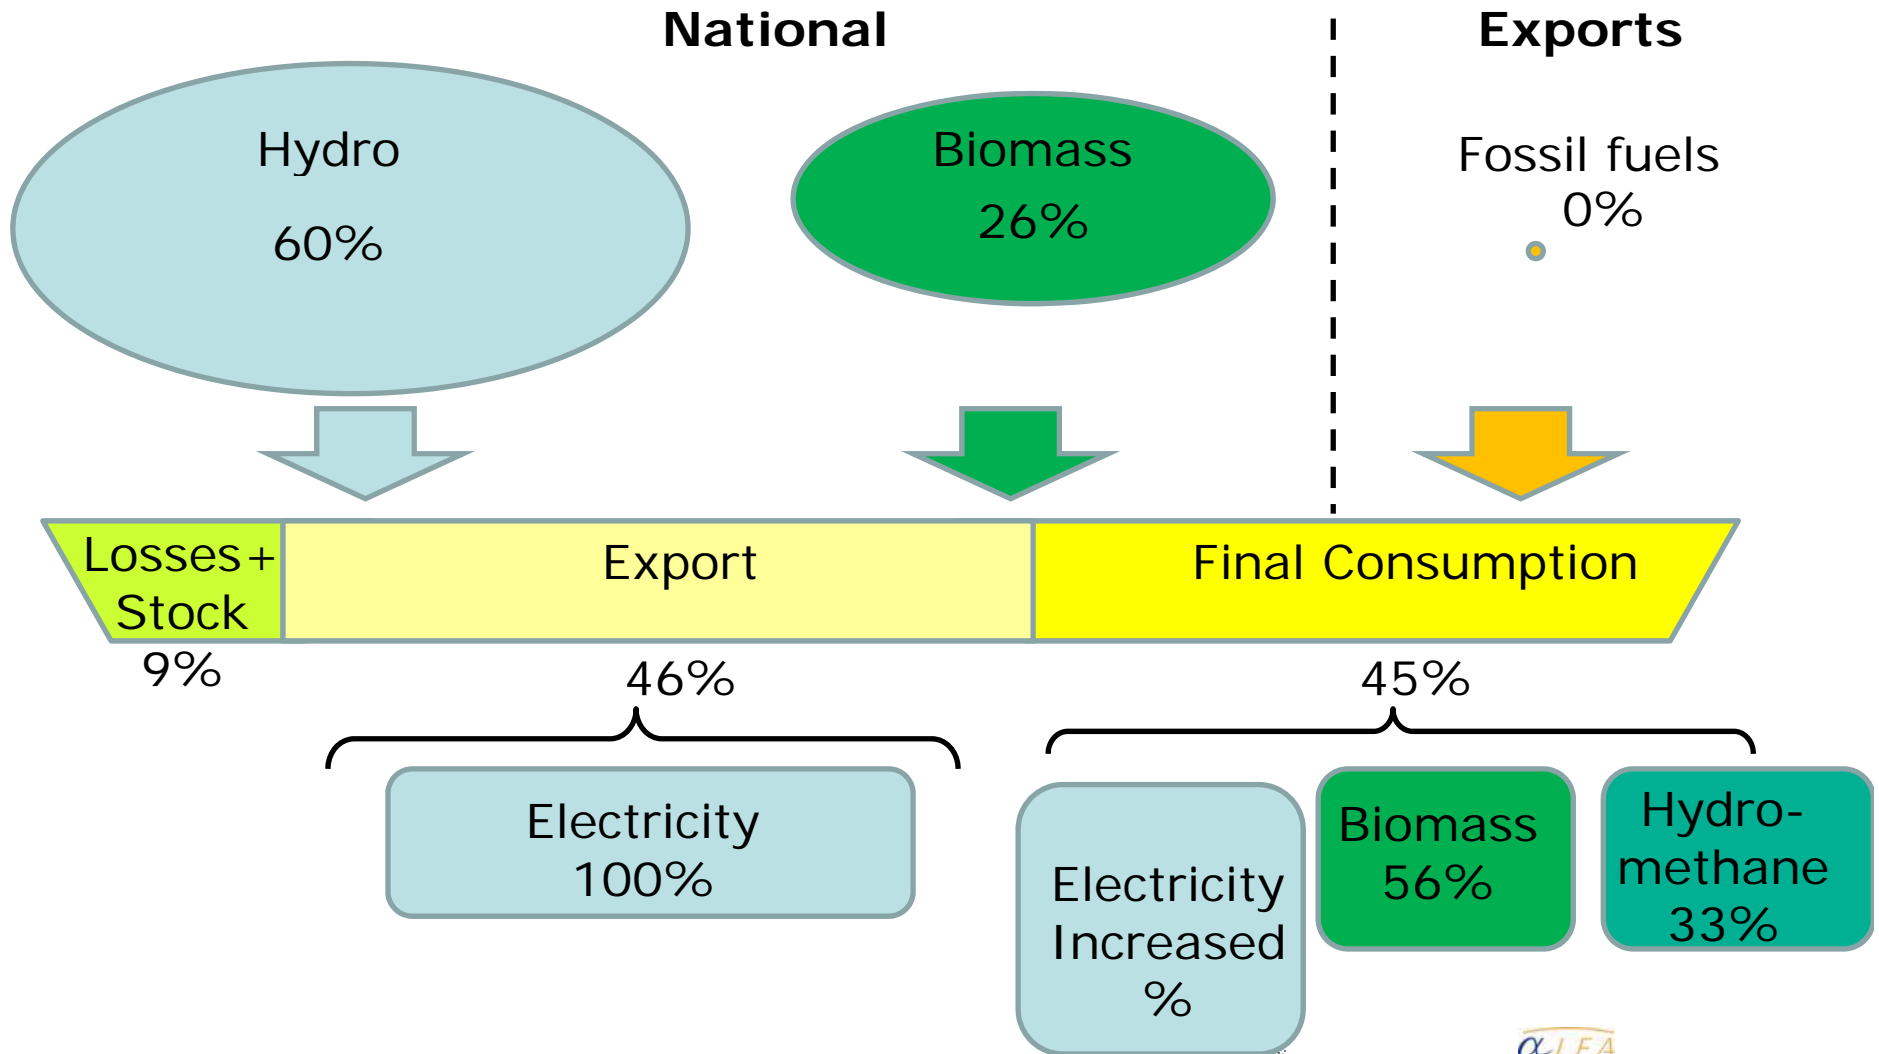 National
Exports
Hydro
60%
Biomass
26%
Fossil fuels
0%
Losses+
Stock
9%
Export
46%
Final Consumption
45%
Electricity
100%
Electricity
Increased
%
Biomass
56%
Hydro-
methane
33%